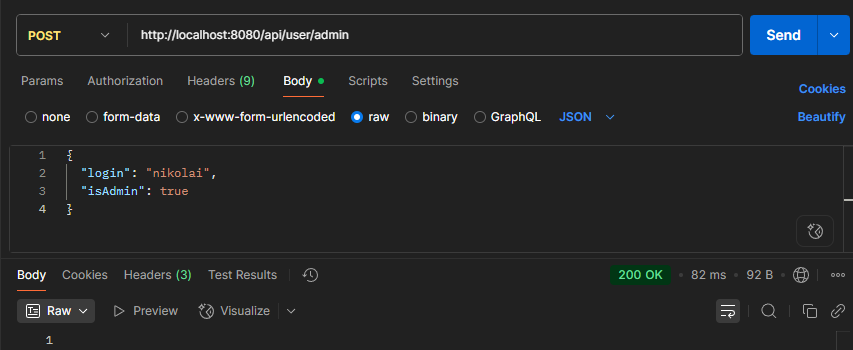 POST http://localhost:8080/api/user/admin Send
Params Authorization Headers (9) Body Scripts Settings Cookies
none form-data x-www-form-urlencoded raw binary GraphQL JSON Beautify
1 {
2 "login": "nikolai",
3 "isAdmin": true
4 }
Body Cookies Headers (3) Test Results 200 OK • 82 ms • 92 B
Raw Preview Visualize
1